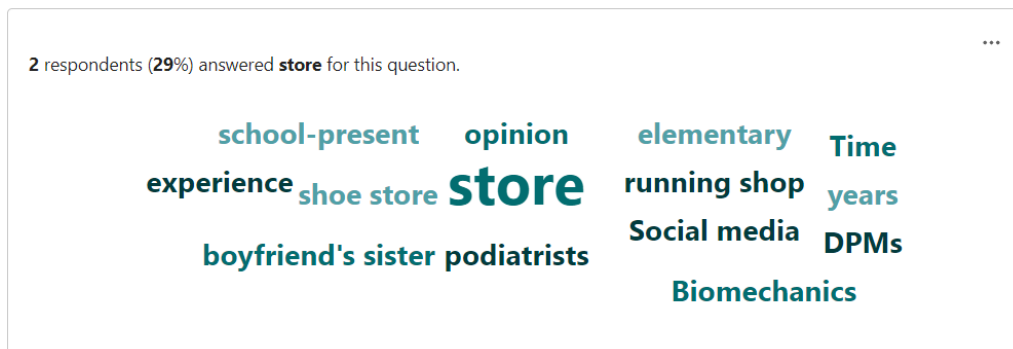 ...
2 respondents (29%) answered store for this question.
school-present opinion elementary Time
experience shoe store store running shop years
Social media DPMs
boyfriend's sister podiatrists
Biomechanics